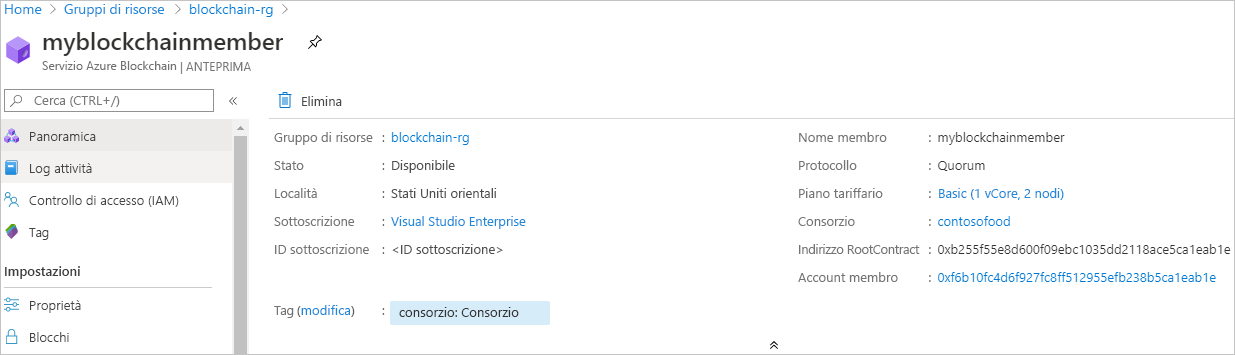 Home > Gruppi di risorse > blockchain-rg >
myblockchainmember
Servizio Azure Blockchain | ANTEPRIMA
Cerca (CTRL+/)
«
Elimina
Panoramica
Log attività
Controllo di accesso (IAM)
Tag
Impostazioni
Proprietà
Blocchi
Gruppo di risorse : blockchain-rg
Stato : Disponibile
Località : Stati Uniti orientali
Sottoscrizione : Visual Studio Enterprise
ID sottoscrizione : <ID sottoscrizione>
Nome membro : myblockchainmember
Protocollo : Quorum
Piano tariffario : Basic (1 vCore, 2 nodi)
Consorzio : contosofood
Indirizzo RootContract : 0xb255f55e8d600f09ebc1035dd2118ace5ca1eab1e
Account membro : 0xf6b10fc4d6f927fc8ff512955efb238b5ca1eab1e
Tag (modifica) : consorzio: Consorzio